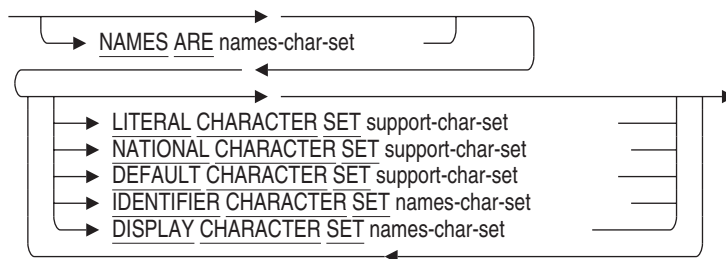 NAMES ARE names-char-set
LITERAL CHARACTER SET support-char-set
NATIONAL CHARACTER SET support-char-set
DEFAULT CHARACTER SET support-char-set
IDENTIFIER CHARACTER SET names-char-set
DISPLAY CHARACTER SET names-char-set